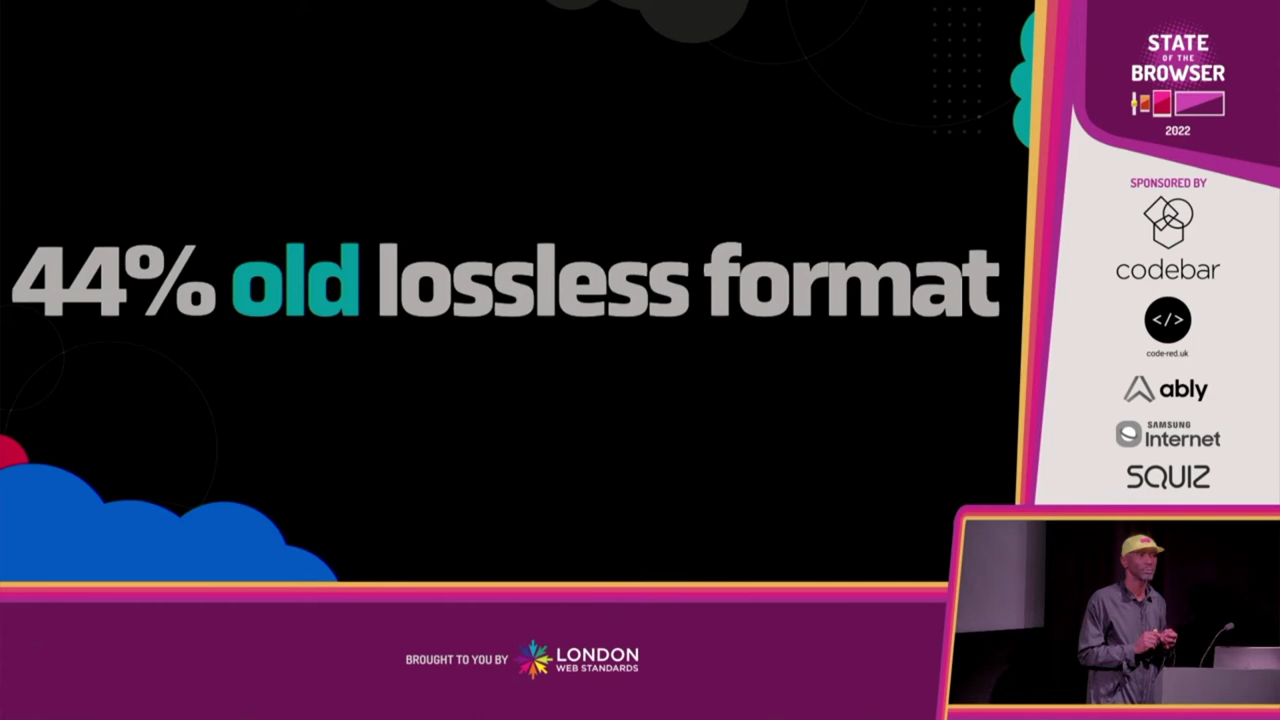 44% old lossless format
STATE
OF THE
BROWSER
2022
SPONSORED BY
codebar
</>
code-red.uk
ably
SAMSUNG
Internet
SQUIZ
BROUGHT TO YOU BY
LONDON
WEB STANDARDS